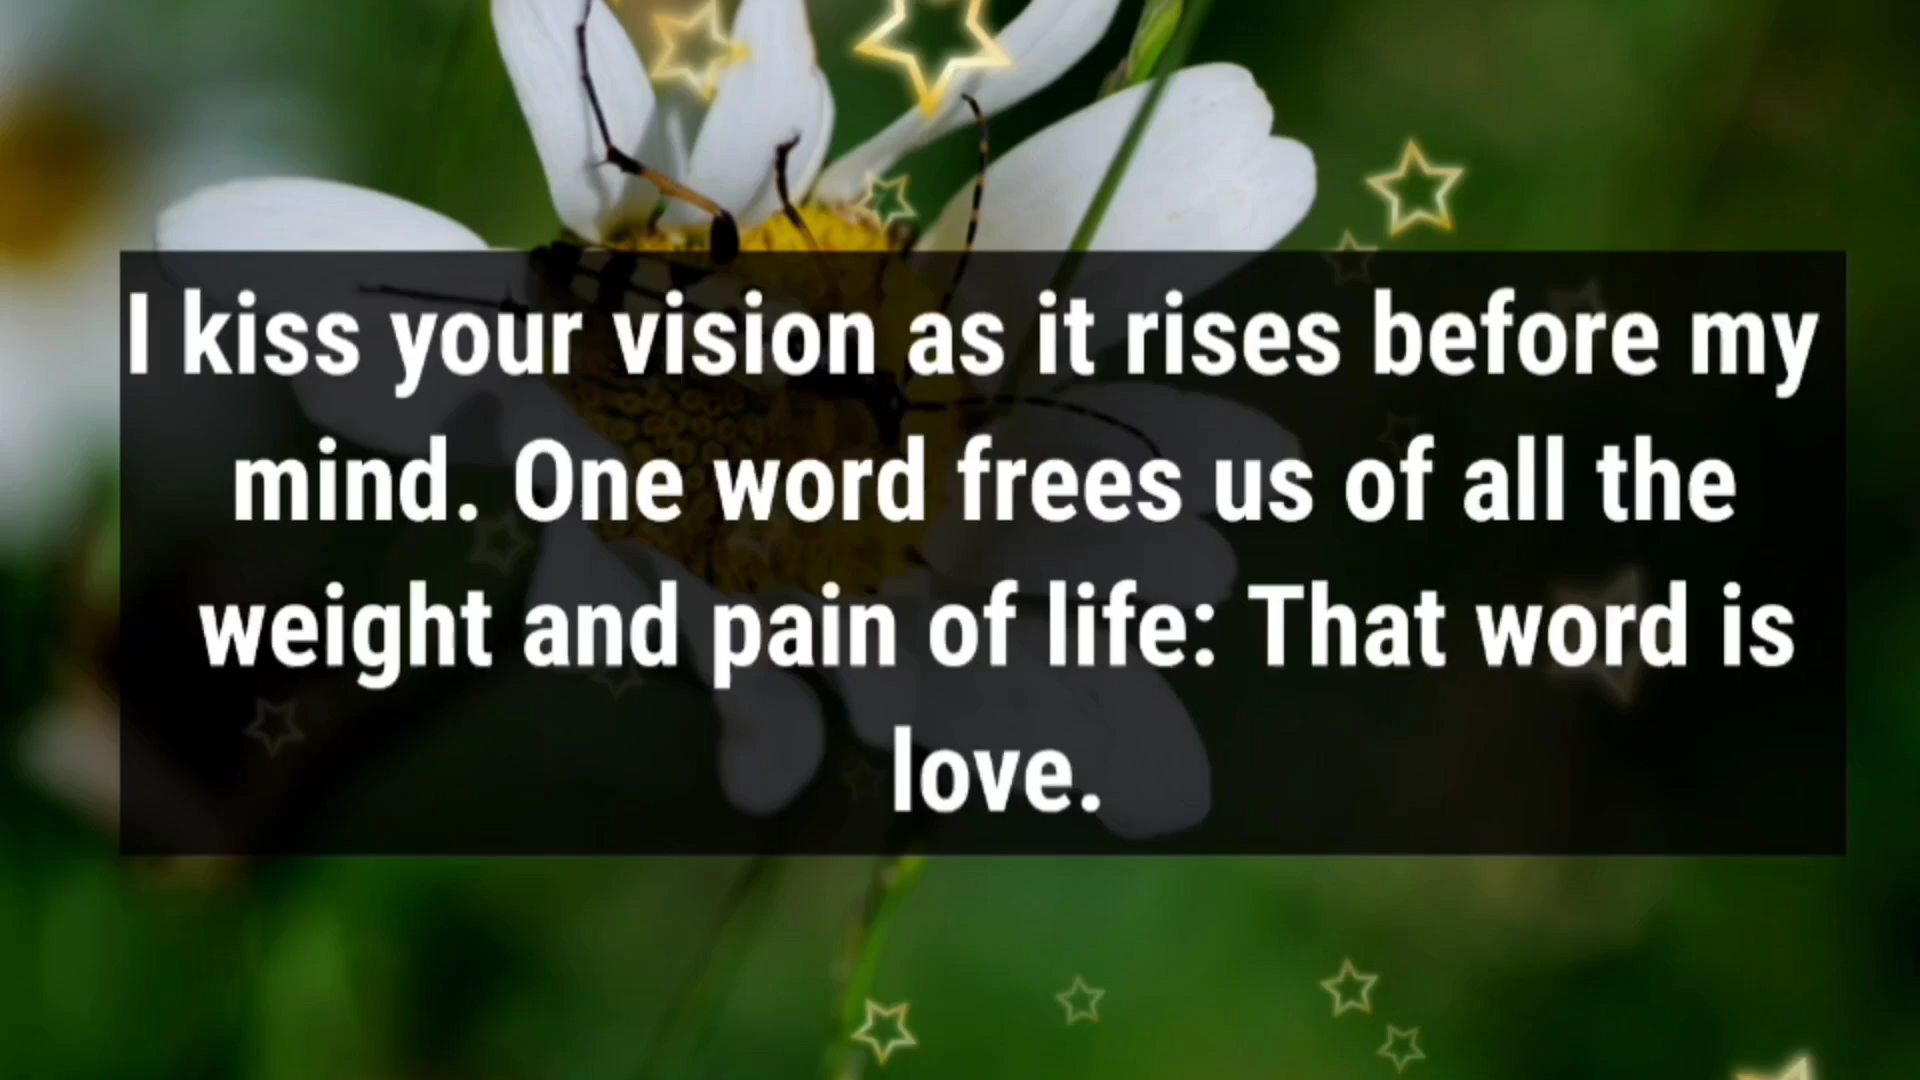 I kiss your vision as it rises before my
mind. One word frees us of all the
weight and pain of life: That word is
love.